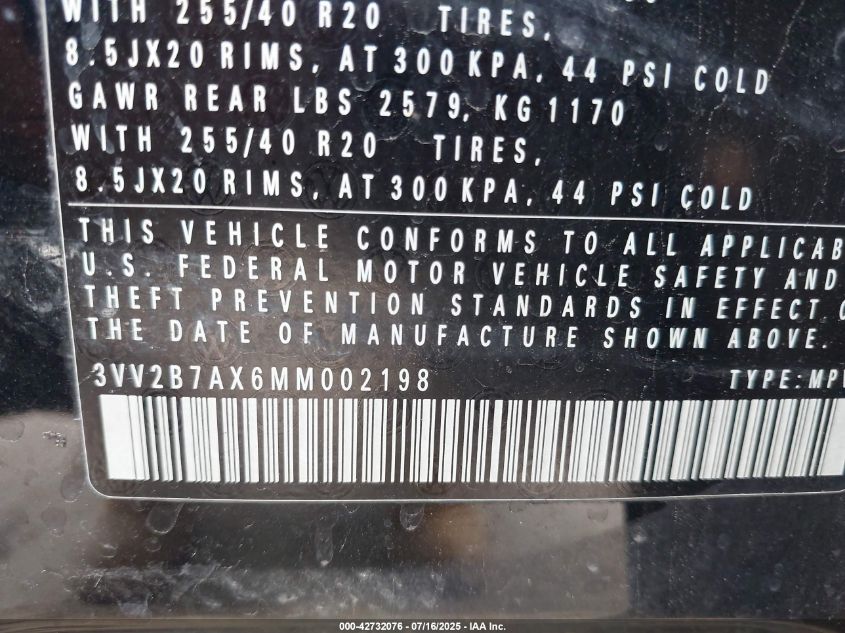 WITH 255/40 R20 TIRES,
8.5JX20 RIMS, AT 300 KPA, 44 PSI COLD
GAWR REAR LBS 2579, KG 1170
WITH 255/40 R20 TIRES,
8.5JX20 RIMS, AT 300 KPA, 44 PSI COLD
THIS VEHICLE CONFORMS TO ALL APPLICAB
U.S. FEDERAL MOTOR VEHICLE SAFETY AND
THEFT PREVENTION STANDARDS IN EFFECT O
THE DATE OF MANUFACTURE SHOWN ABOVE.
3VV2B7AX6MM002198 TYPE:MPV
000-42732076 - 07/16/2025 - IAA Inc.